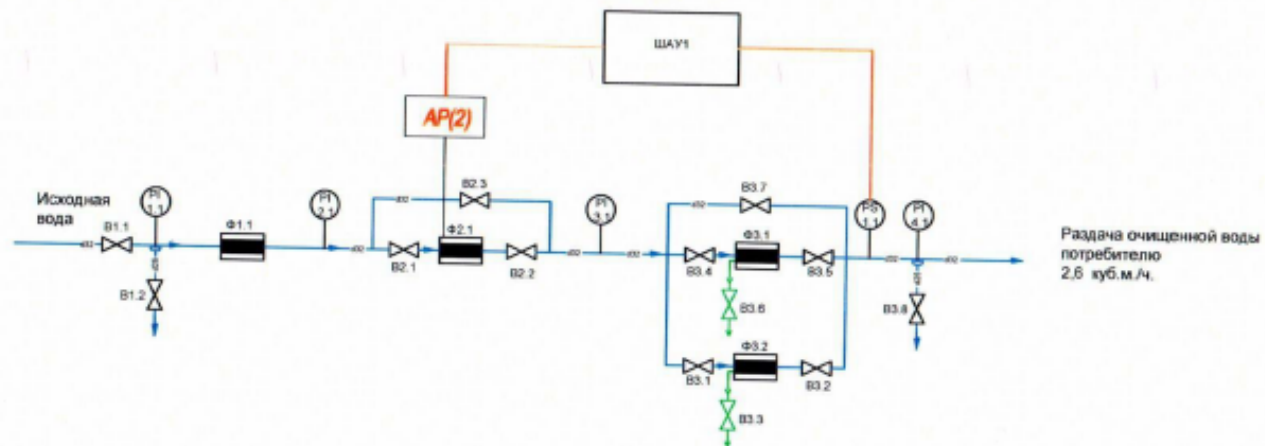 ШАУ1
АР(2)
Исходная
вода
В1.1
PI
1.1
Ф1.1
PI
2.1
В2.3
Ф2.1
В2.1
В2.2
PI
3.1
В3.7
Ф3.1
В3.4
В3.5
PS
1.1
PI
4.1
Раздача очищенной воды
потребителю
2,6 куб.м./ч.
В1.2
В3.6
В3.8
Ф3.2
В3.1
В3.2
В3.3